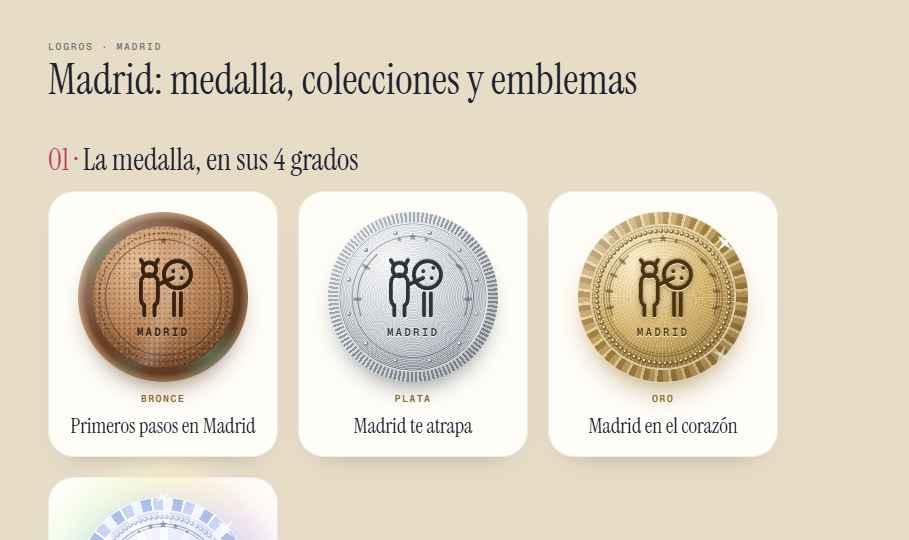 LOGROS · MADRID
Madrid: medalla, colecciones y emblemas
01 · La medalla, en sus 4 grados
MADRID
MADRID
MADRID
BRONCE
PLATA
ORO
Primeros pasos en Madrid
Madrid te atrapa
Madrid en el corazón